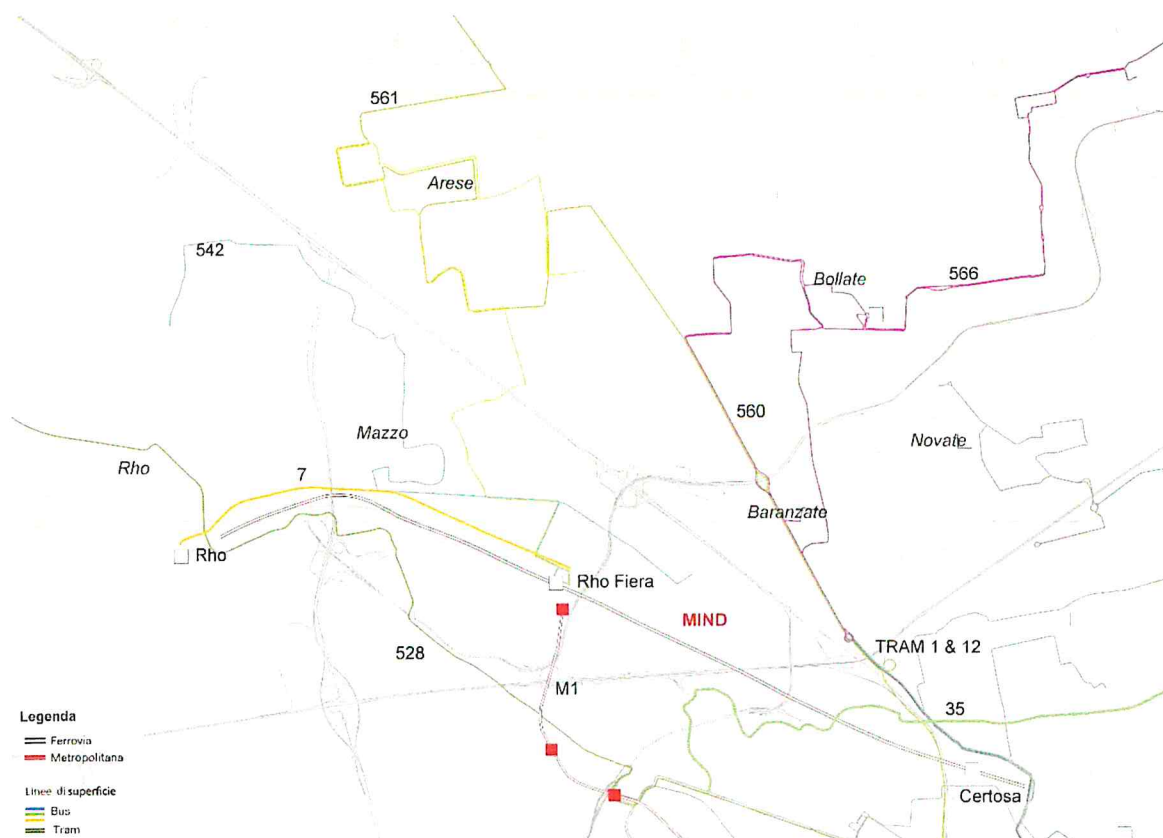 561
Arese
542
566
Bollate
560
Mazzo
Novate
Rho
7
Baranzate
Rho
Rho Fiera
MIND
TRAM 1 & 12
528
M1
35
Legenda
Ferrovia
Metropolitana
Certosa
Linee di superficie
Bus
Tram